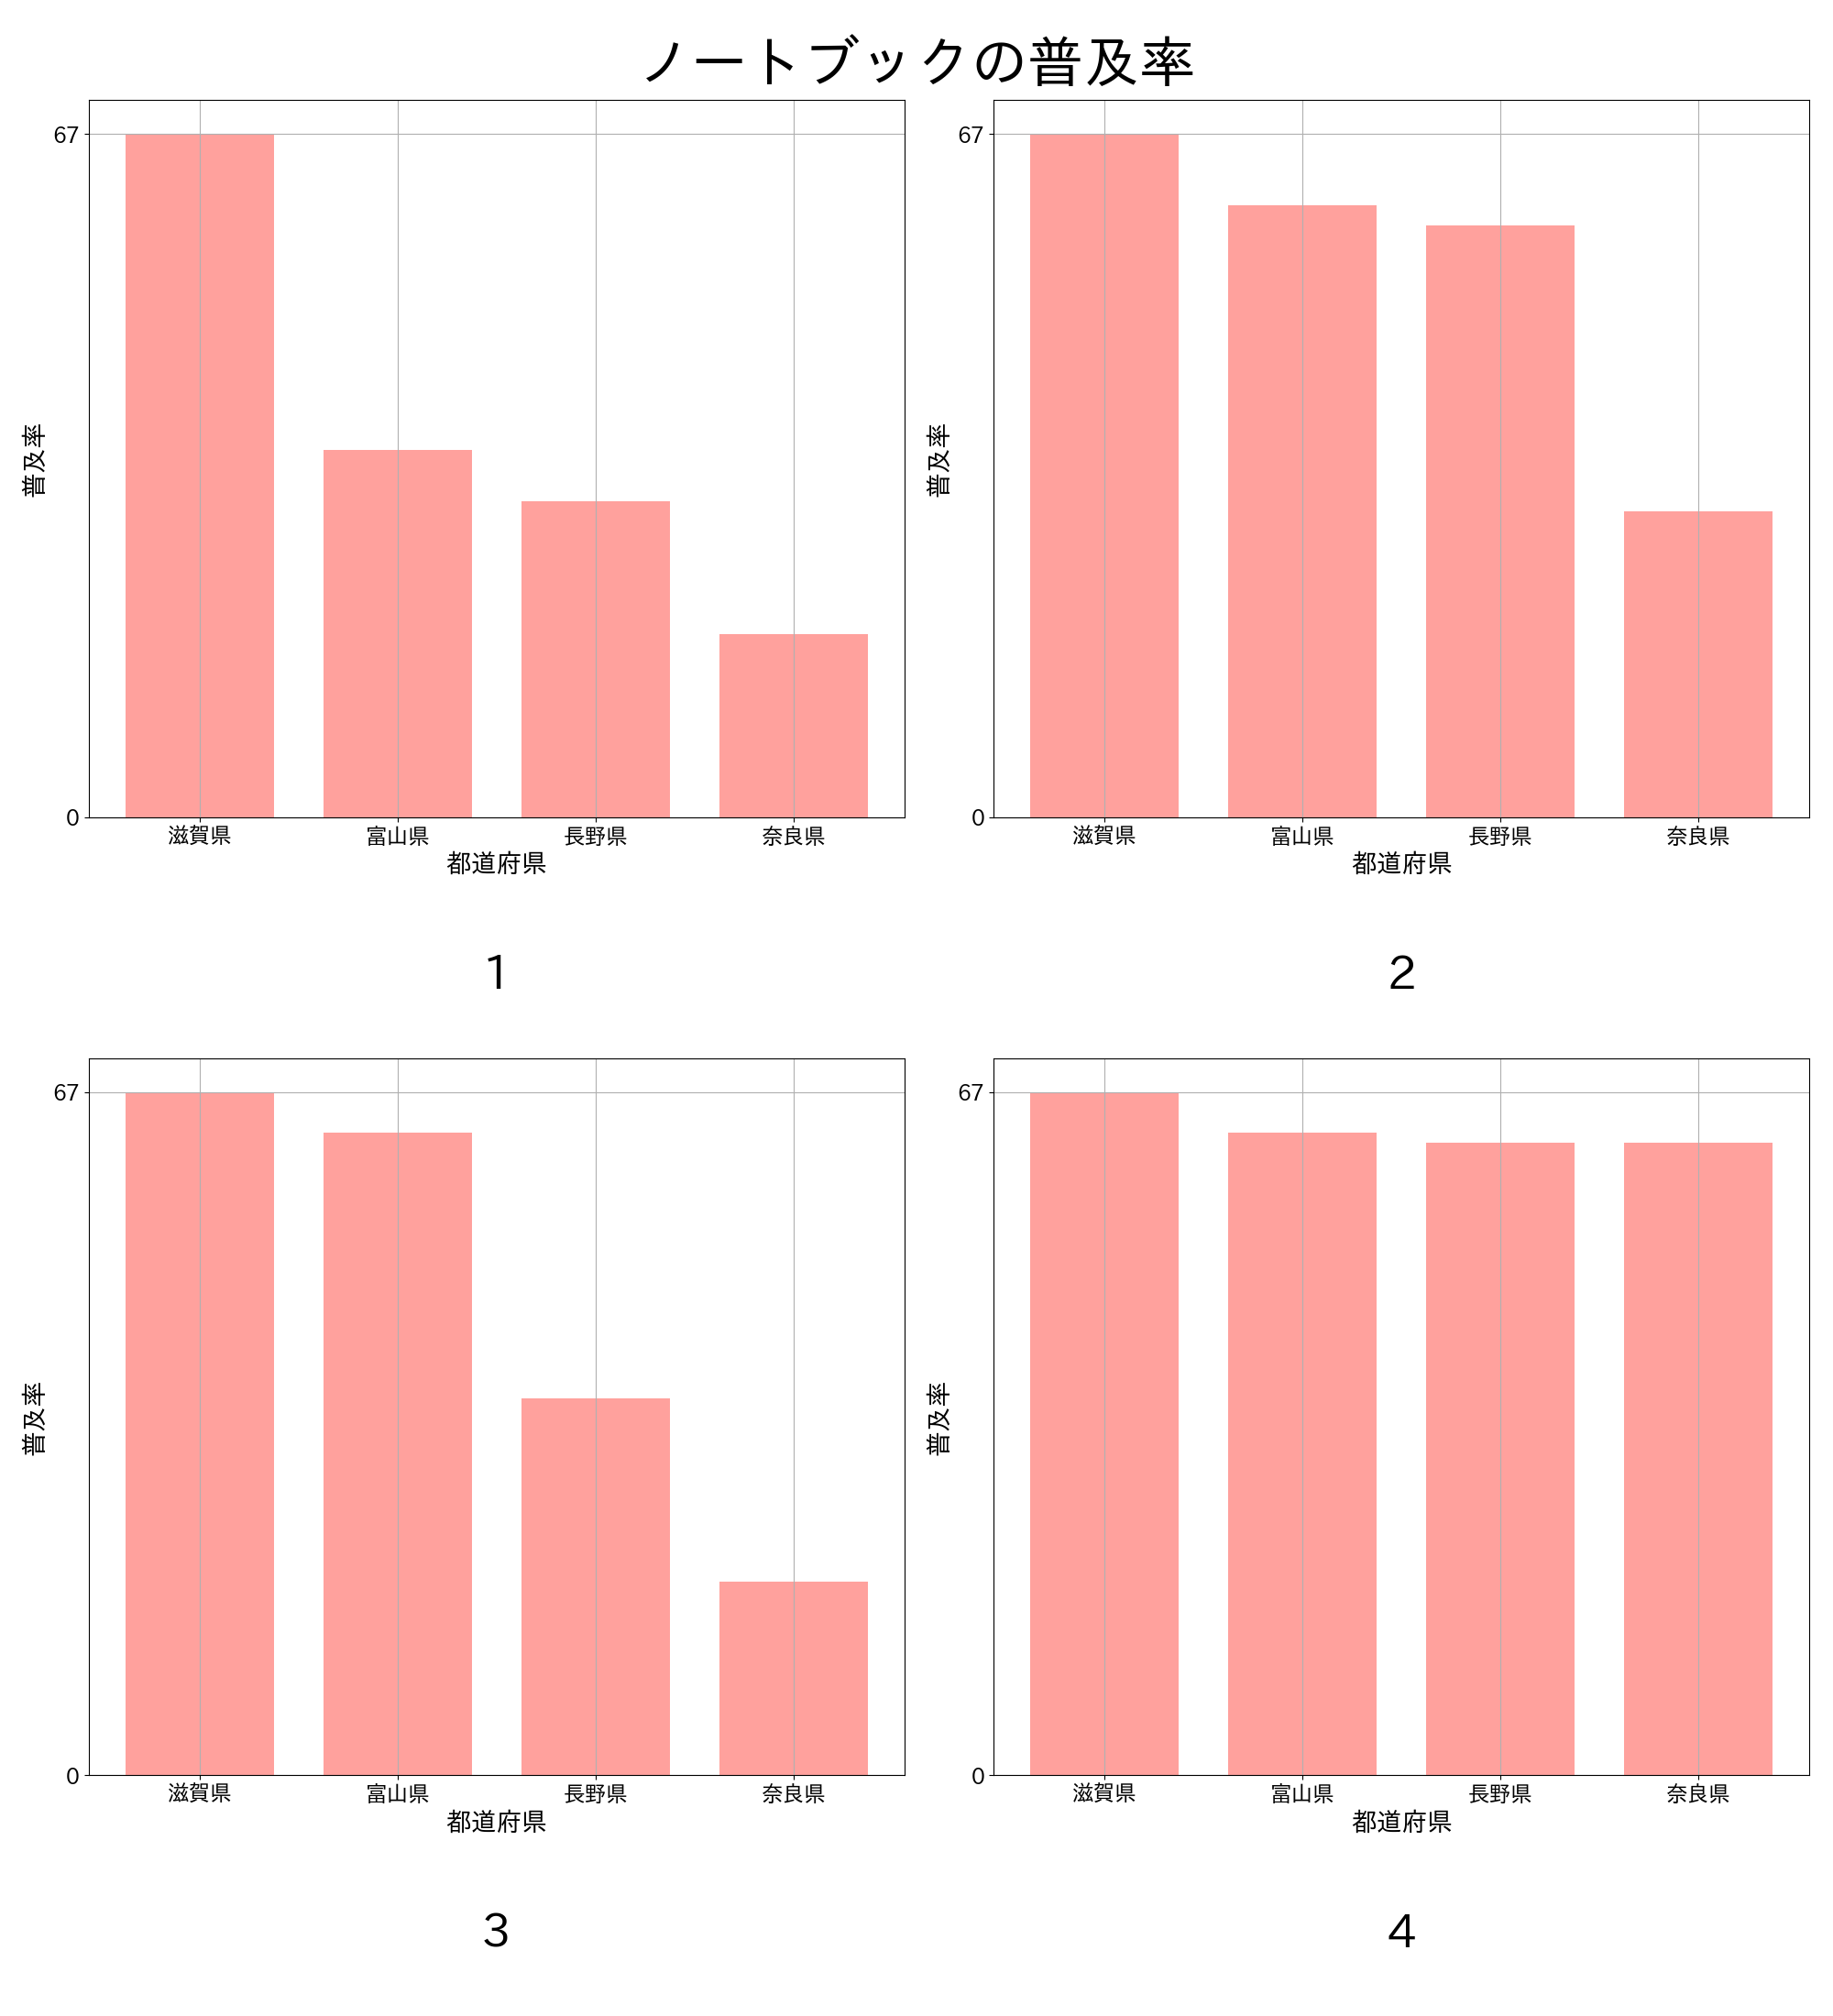 ノートブックの普及率
67
0
普及率
滋賀県 富山県 長野県 奈良県
都道府県
1
67
0
普及率
滋賀県 富山県 長野県 奈良県
都道府県
2
67
0
普及率
滋賀県 富山県 長野県 奈良県
都道府県
3
67
0
普及率
滋賀県 富山県 長野県 奈良県
都道府県
4